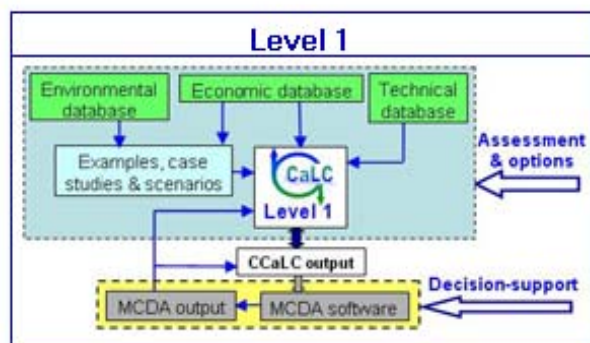 Level 1
Environmental
database
Economic database
Technical
database
Examples, case
studies & scenarios
CaLC
Level 1
Assessment
& options
CCaLC output
Decision-support
MCDA output
MCDA software